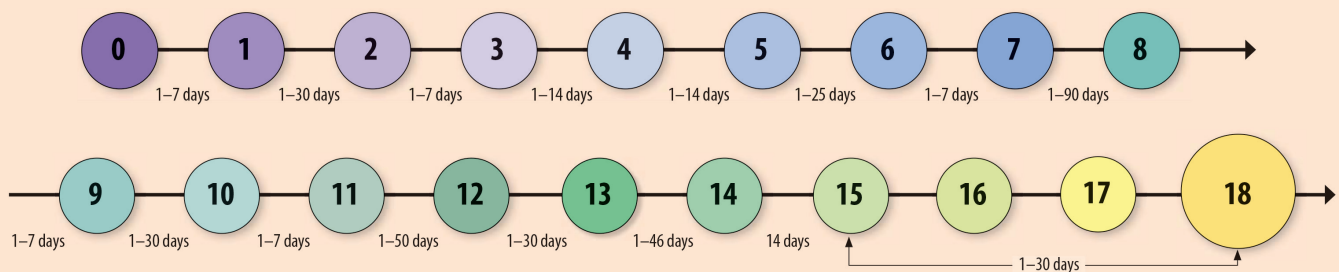 0 1 2 3 4 5 6 7 8
1–7 days 1–30 days 1–7 days 1–14 days 1–14 days 1–25 days 1–7 days 1–90 days
9 10 11 12 13 14 15 16 17 18
1–7 days 1–30 days 1–7 days 1–50 days 1–30 days 1–46 days 14 days
1–30 days